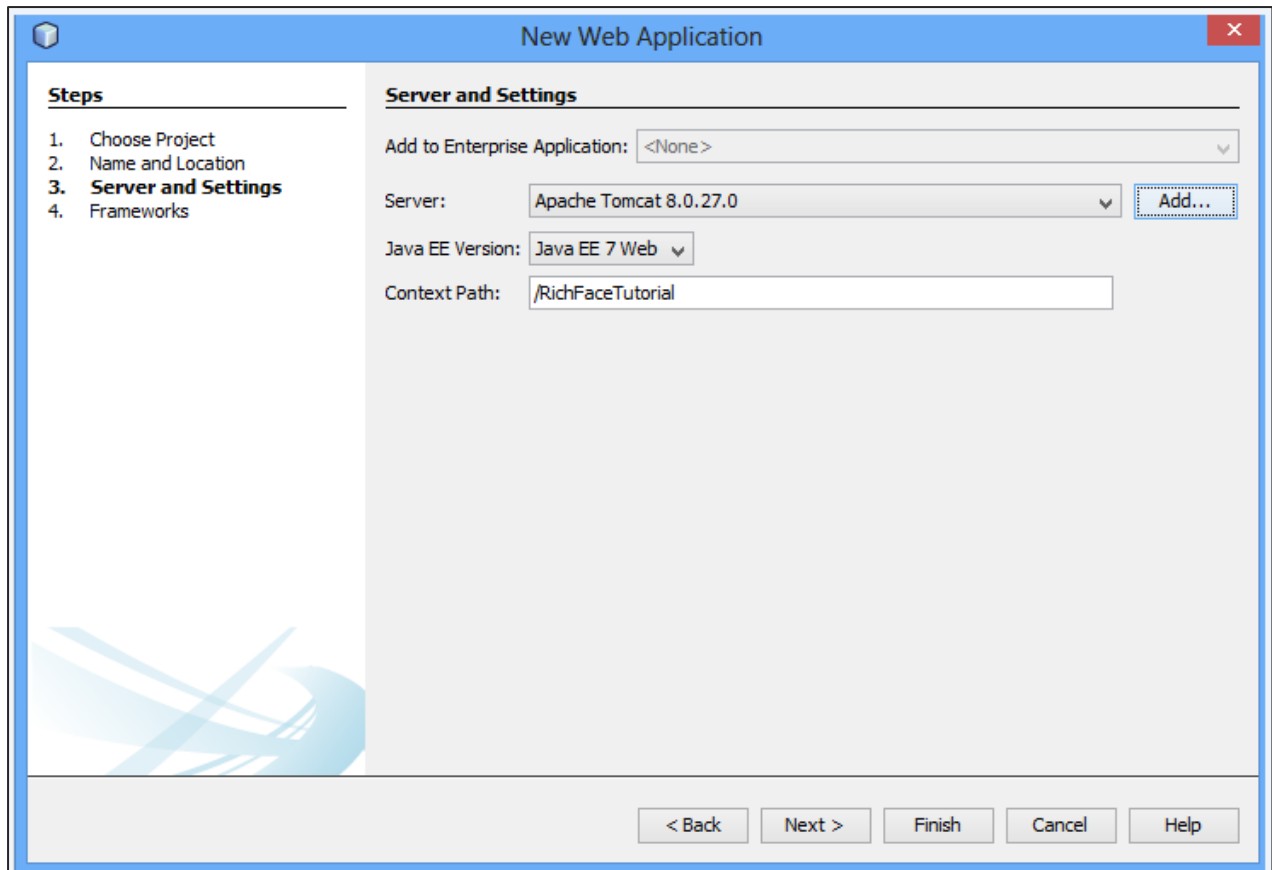 New Web Application
Steps
1. Choose Project
2. Name and Location
3. Server and Settings
4. Frameworks
Server and Settings
Add to Enterprise Application: <None>
Server: Apache Tomcat 8.0.27.0 Add...
Java EE Version: Java EE 7 Web
Context Path: /RichFaceTutorial
< Back Next > Finish Cancel Help